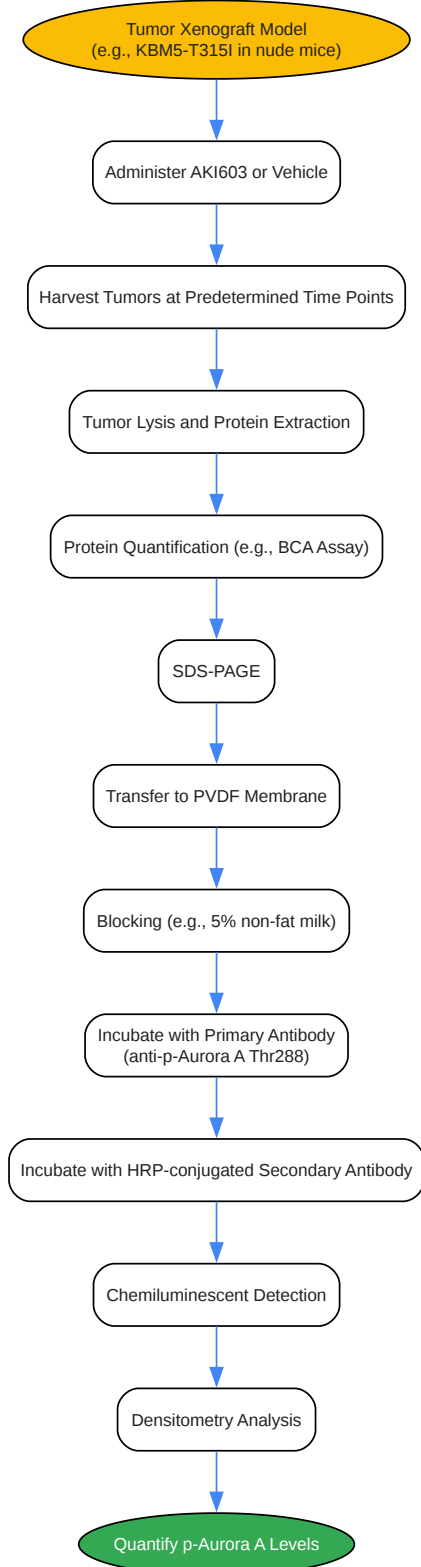 Tumor Xenograft Model
(e.g., KBM5-T315I in nude mice)
Administer AKI603 or Vehicle
Harvest Tumors at Predetermined Time Points
Tumor Lysis and Protein Extraction
Protein Quantification (e.g., BCA Assay)
SDS-PAGE
Transfer to PVDF Membrane
Blocking (e.g., 5% non-fat milk)
Incubate with Primary Antibody
(anti-p-Aurora A Thr288)
Incubate with HRP-conjugated Secondary Antibody
Chemiluminescent Detection
Densitometry Analysis
Quantify p-Aurora A Levels